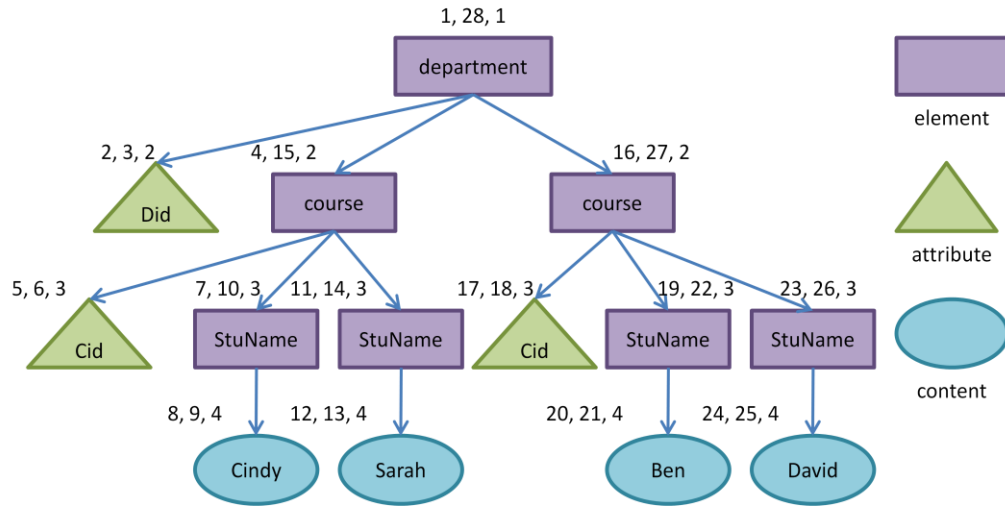 1, 28, 1
department
element
2, 3, 2
4, 15, 2
16, 27, 2
Did
course
course
attribute
5, 6, 3
7, 10, 3
11, 14, 3
17, 18, 3
19, 22, 3
23, 26, 3
Cid
StuName
StuName
Cid
StuName
StuName
content
8, 9, 4
12, 13, 4
20, 21, 4
24, 25, 4
Cindy
Sarah
Ben
David